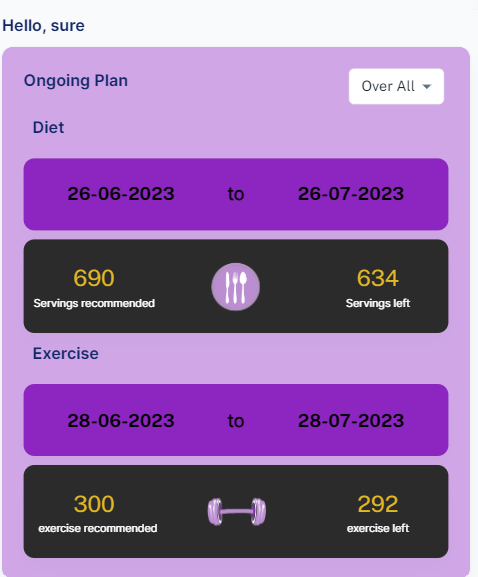 Hello, sure
Ongoing Plan
Over All
Diet
26-06-2023 to 26-07-2023
690 634
Servings recommended Servings left
Exercise
28-06-2023 to 28-07-2023
300 292
exercise recommended exercise left